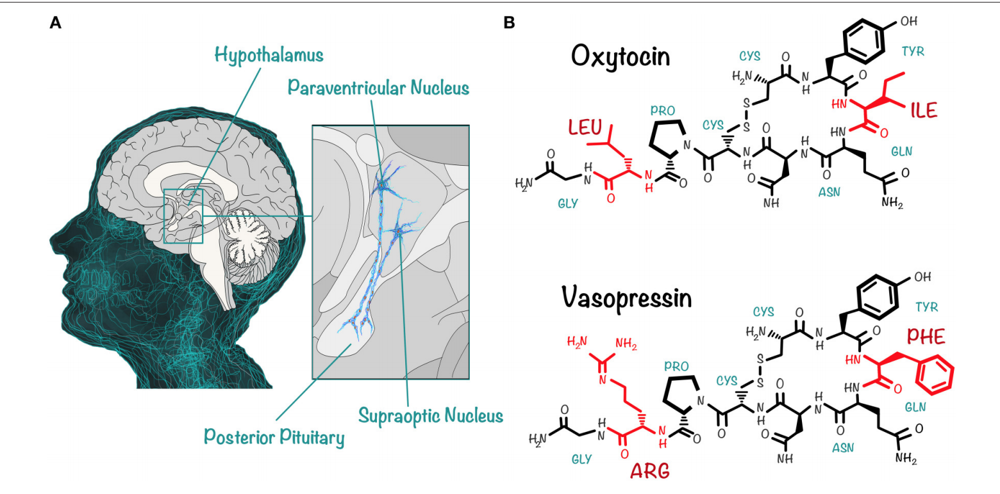 A
Hypothalamus
Paraventricular Nucleus
Supraoptic Nucleus
Posterior Pituitary
B
Oxytocin
CYS
O
OH
TYR
H₂N
N
H
O
S
HN
ILE
PRO
CYS
S
LEU
O
HN
O
GLN
N
O
N
H
H
N
O
O
H
N
N
H
O
O
NH
O
NH₂
H₂N
O
GLY
ASN
Vasopressin
OH
TYR
CYS
O
H₂N
N
H
O
PHE
S
HN
H₂N
NH₂
PRO
CYS
S
O
HN
O
GLN
N
N
O
N
H
H
N
O
O
H
N
N
H
O
O
NH
O
NH₂
H₂N
O
GLY
ASN
ARG